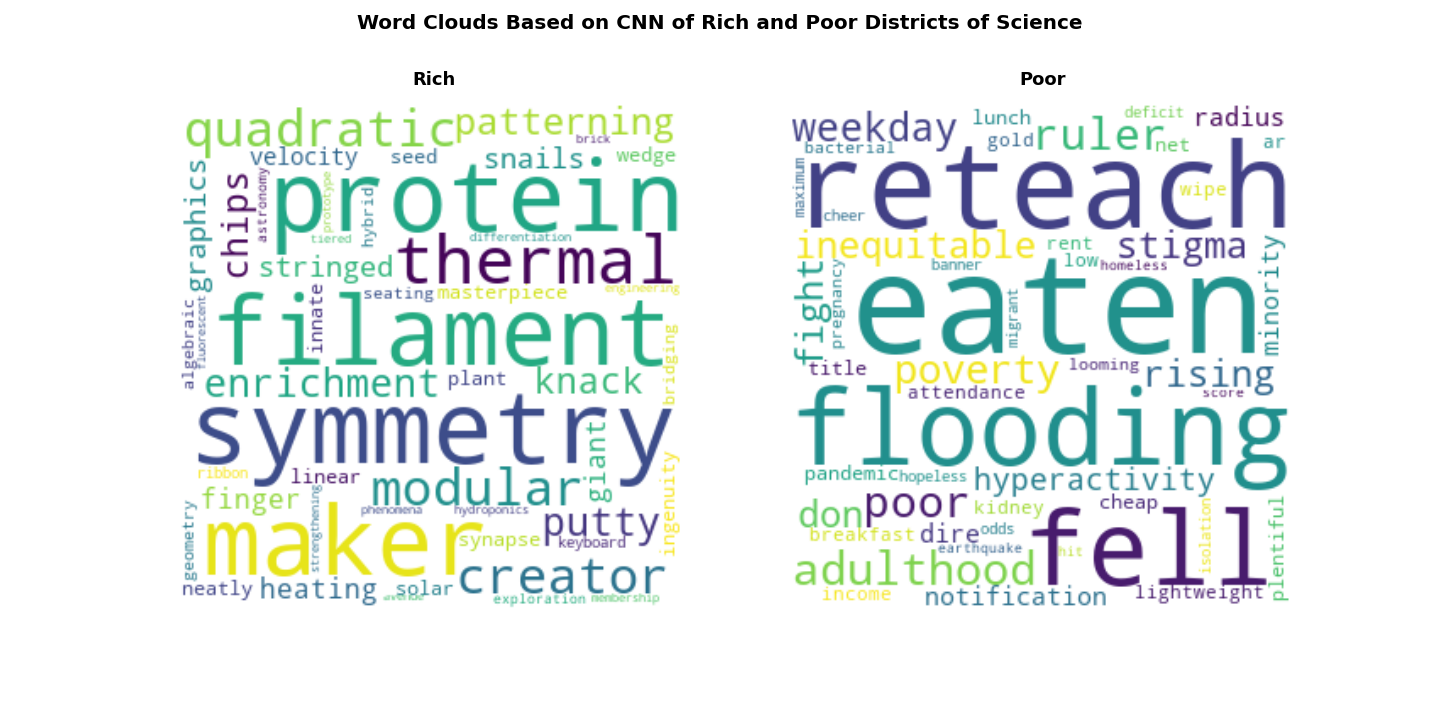 Word Clouds Based on CNN of Rich and Poor Districts of Science
Rich
quadratic
patterning
brick
velocity
seed
snails
wedge
graphics
chips
astronomy
protein
prototype
hybrid
tiered
differentiation
stringed
thermal
seating
masterpiece
engineering
innate
algebraic
fluorescent
filament
bridging
enrichment
plant
knack
symmetry
giant
ribbon
linear
finger
modular
ingenuity
geometry
strengthening
phenomena
hydroponics
maker
putty
synapse
keyboard
neatly
heating
solar
creator
avenue
exploration
membership
Poor
weekday
lunch
deficit
radius
bacterial
gold
ruler
net
ar
maximum
reteach
wipe
cheer
inequitable
rent
stigma
minority
banner
low
homeless
fight
pregnancy
eaten
migrant
title
poverty
looming
rising
attendance
score
flooding
pandemic
hopeless
hyperactivity
don
poor
kidney
cheap
isolation
plentiful
breakfast
dire
odds
earthquake
hit
fell
adulthood
income
notification
lightweight